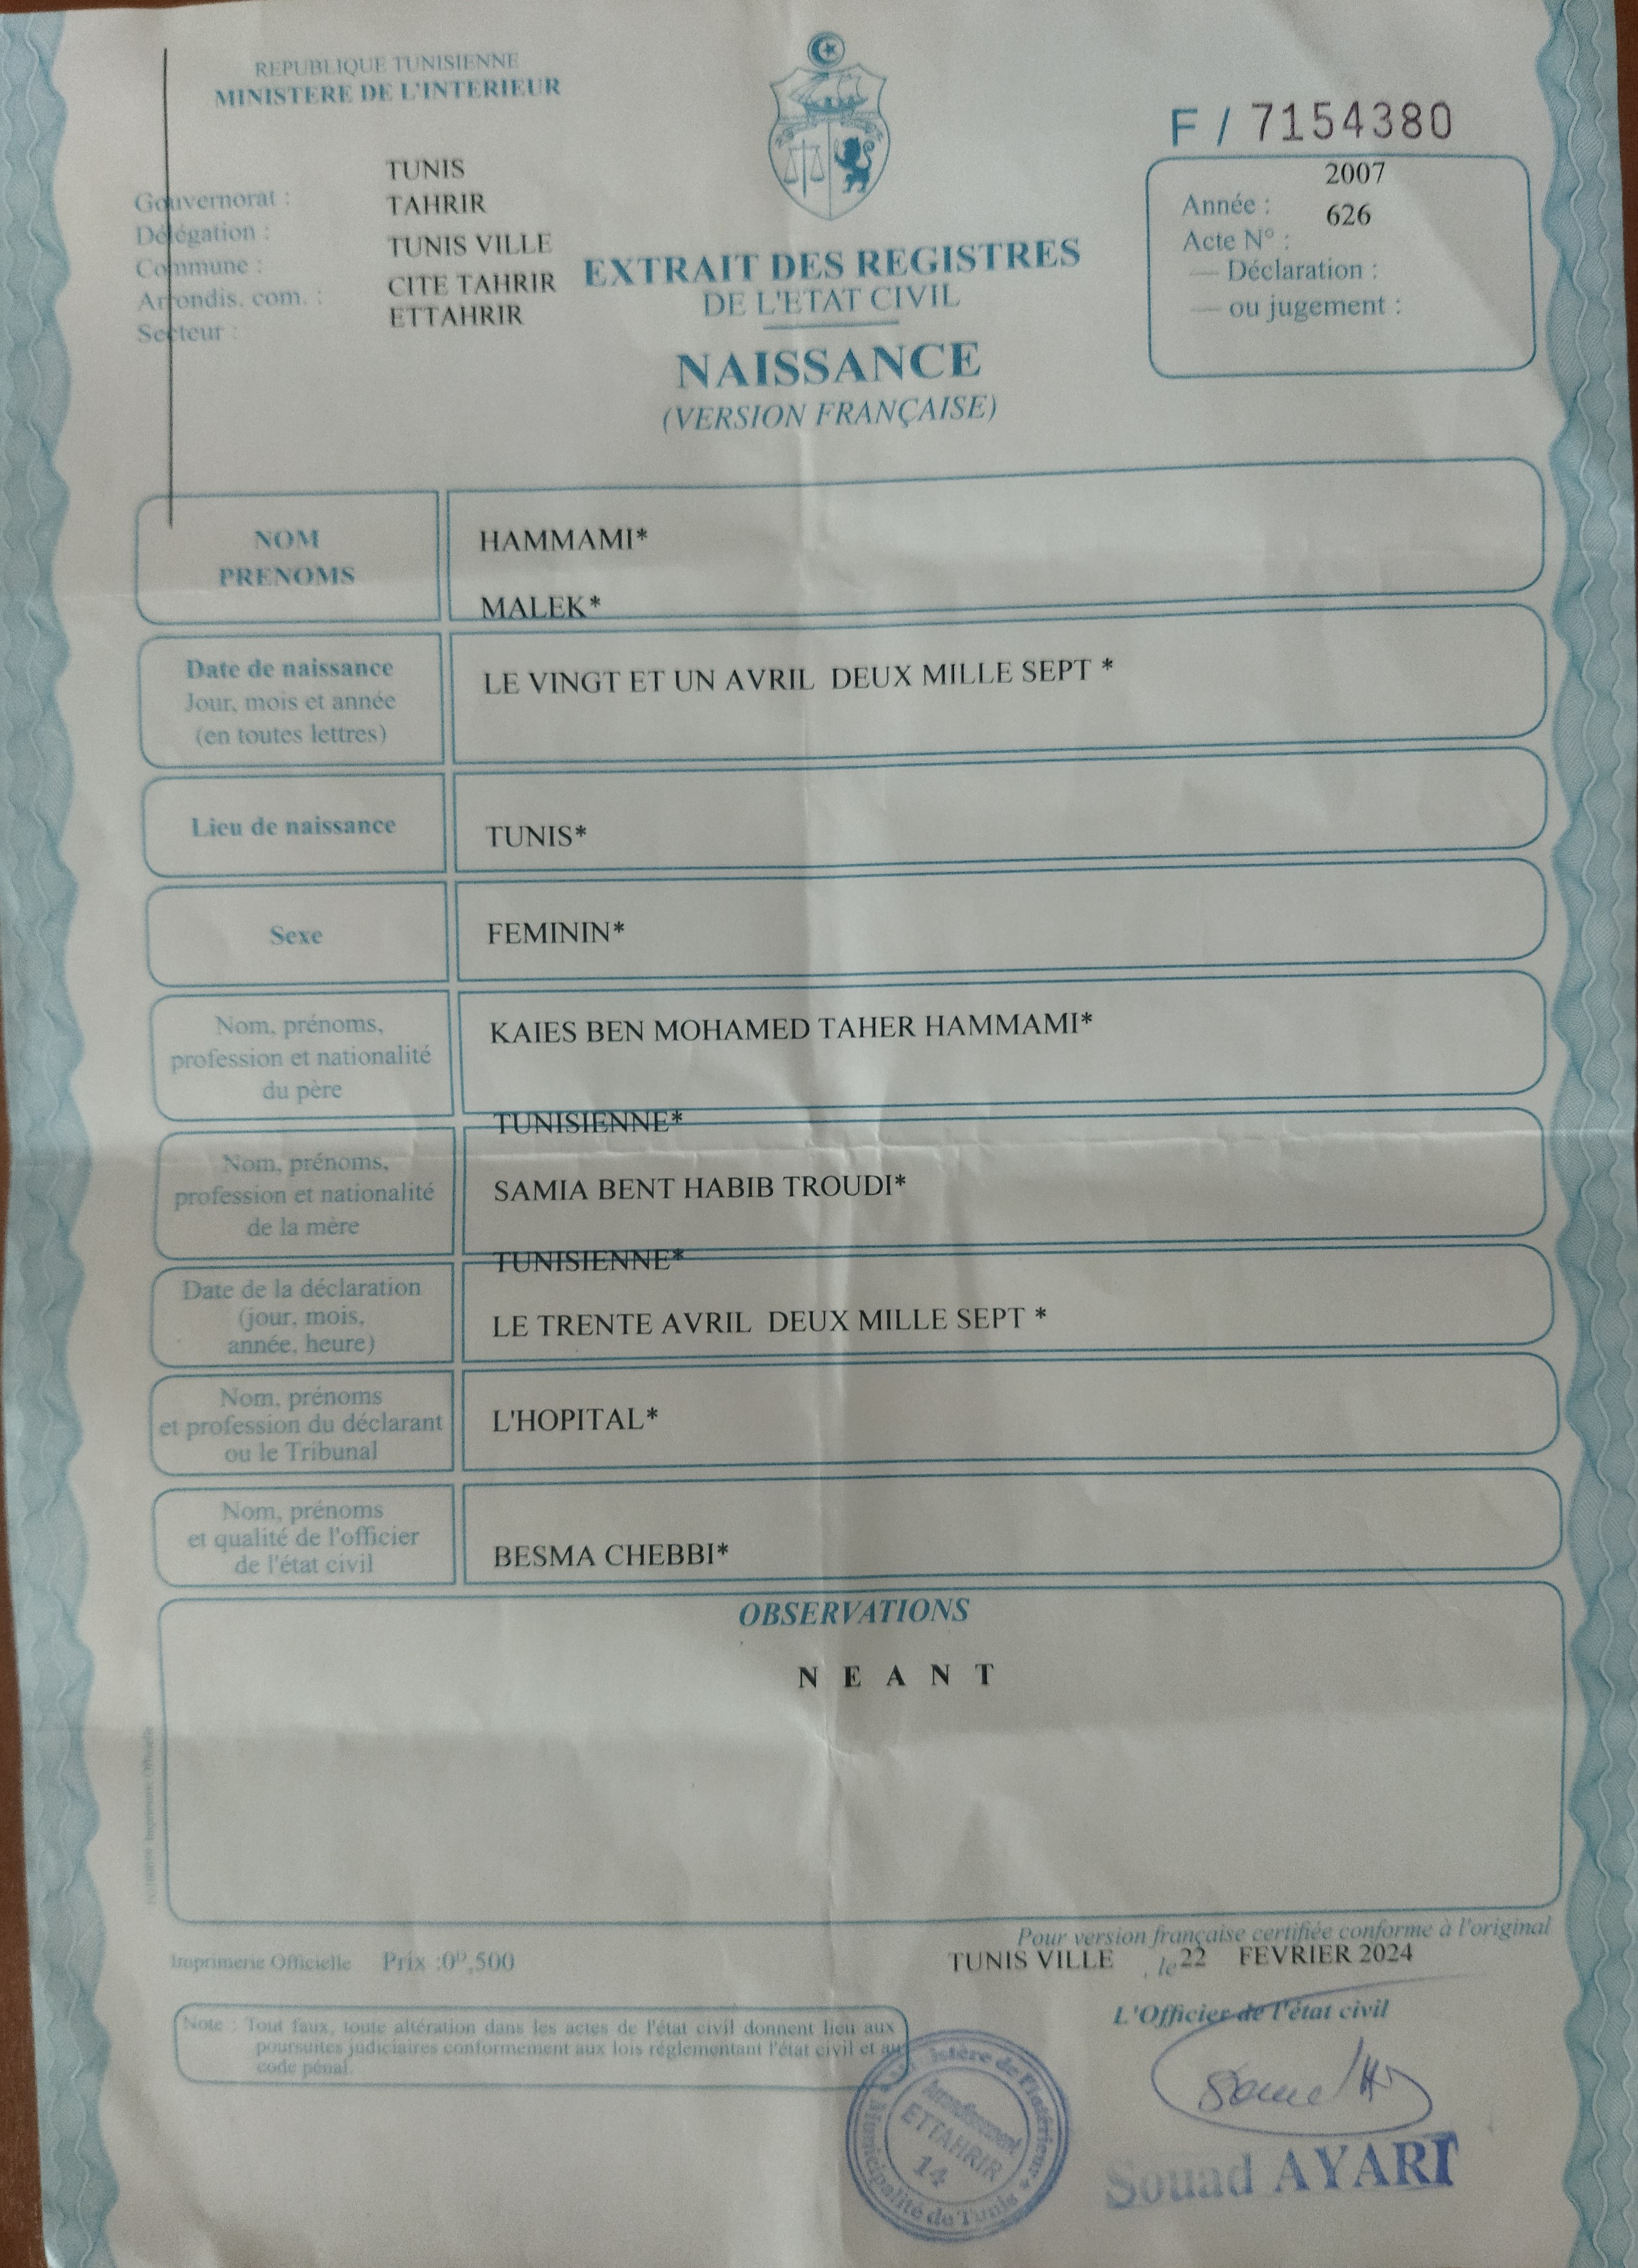 REPUBLIQUE TUNISIENNE
MINISTERE DE L'INTERIEUR
F / 7154380
TUNIS
Gouvernorat :
TAHRIR
Délégation :
TUNIS VILLE
Commune :
CITE TAHRIR
Arrondis. com. :
ETTAHRIR
Secteur :
EXTRAIT DES REGISTRES
DE L'ETAT CIVIL
NAISSANCE
(VERSION FRANÇAISE)
2007
Année :
626
Acte N° :
— Déclaration :
— ou jugement :
NOM
PRENOMS
HAMMAMI*
MALEK*
Date de naissance
Jour, mois et année
(en toutes lettres)
LE VINGT ET UN AVRIL DEUX MILLE SEPT *
Lieu de naissance
TUNIS*
Sexe
FEMININ*
Nom, prénoms,
profession et nationalité
du père
KAIES BEN MOHAMED TAHER HAMMAMI*
TUNISIENNE*
Nom, prénoms,
profession et nationalité
de la mère
SAMIA BENT HABIB TROUDI*
TUNISIENNE*
Date de la déclaration
(jour, mois,
année, heure)
LE TRENTE AVRIL DEUX MILLE SEPT *
Nom, prénoms
et profession du déclarant
ou le Tribunal
L'HOPITAL*
Nom, prénoms
et qualité de l'officier
de l'état civil
BESMA CHEBBI*
OBSERVATIONS
N E A N T
Pour version française certifiée conforme à l'original
Imprimerie Officielle Prix :0ᴰ,500
TUNIS VILLE , le 22 FEVRIER 2024
L'Officier de l'état civil
Note : Tout faux, toute altération dans les actes de l'état civil donnent lieu aux
poursuites judiciaires conformement aux lois réglementant l'état civil et au
code pénal.
Ministère de l'Intérieur
Municipalité de Tunis
Arrondissement
ETTAHRIR
14
Souad AYARI